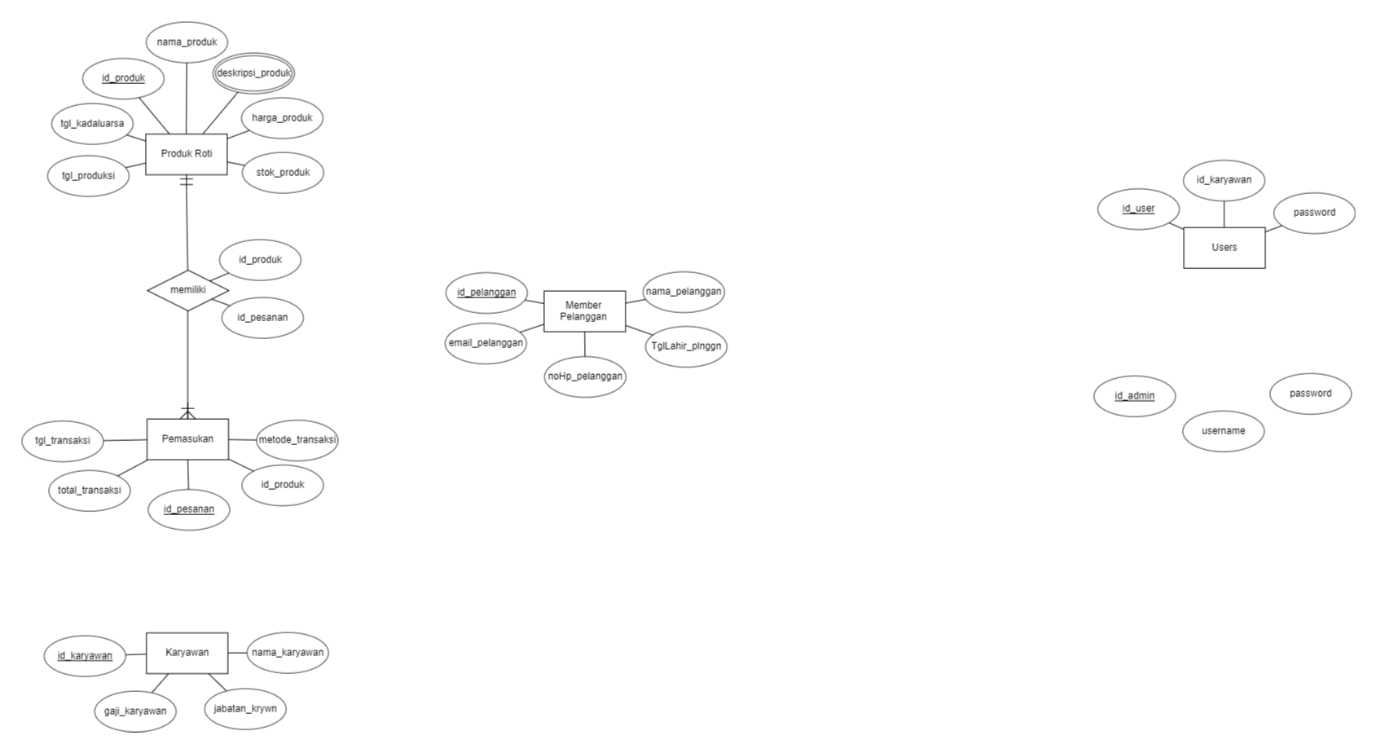 nama_produk
id_produk
deskripsi_produk
tgl_kadaluarsa
harga_produk
Produk Roti
tgl_produksi
stok_produk
id_produk
memiliki
id_pesanan
tgl_transaksi
Pemasukan
metode_transaksi
total_transaksi
id_produk
id_pesanan
id_karyawan
Karyawan
nama_karyawan
gaji_karyawan
jabatan_krywn
id_pelanggan
Member
Pelanggan
nama_pelanggan
email_pelanggan
TglLahir_plnggn
noHp_pelanggan
id_karyawan
id_user
password
Users
id_admin
password
username